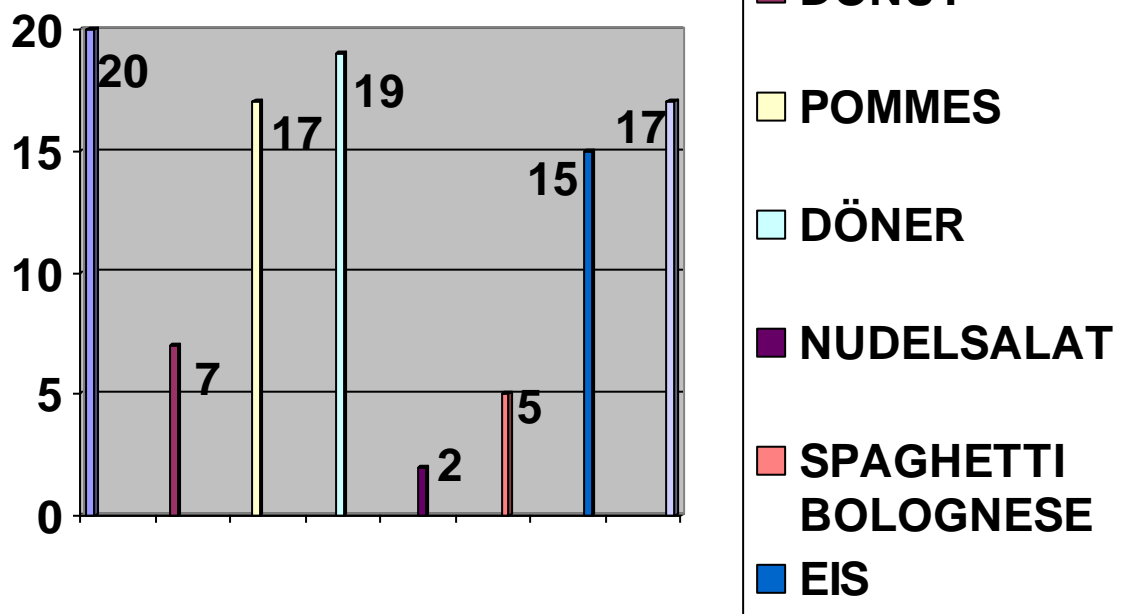 20
15
10
5
0
20
7
17
19
2
5
15
17
POMMES
DÖNER
NUDELSALAT
SPAGHETTI
BOLOGNESE
EIS